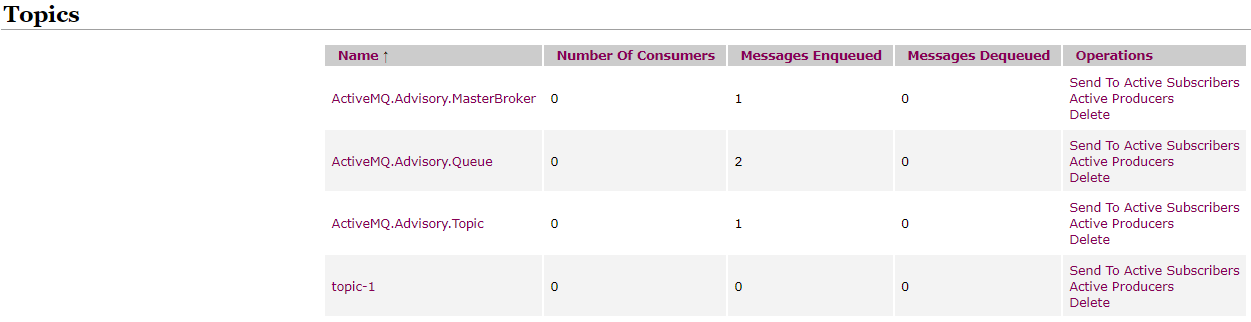 Topics
Name ↑ Number Of Consumers Messages Enqueued Messages Dequeued Operations
ActiveMQ.Advisory.MasterBroker 0 1 0 Send To Active Subscribers
Active Producers
Delete
ActiveMQ.Advisory.Queue 0 2 0 Send To Active Subscribers
Active Producers
Delete
ActiveMQ.Advisory.Topic 0 1 0 Send To Active Subscribers
Active Producers
Delete
topic-1 0 0 0 Send To Active Subscribers
Active Producers
Delete